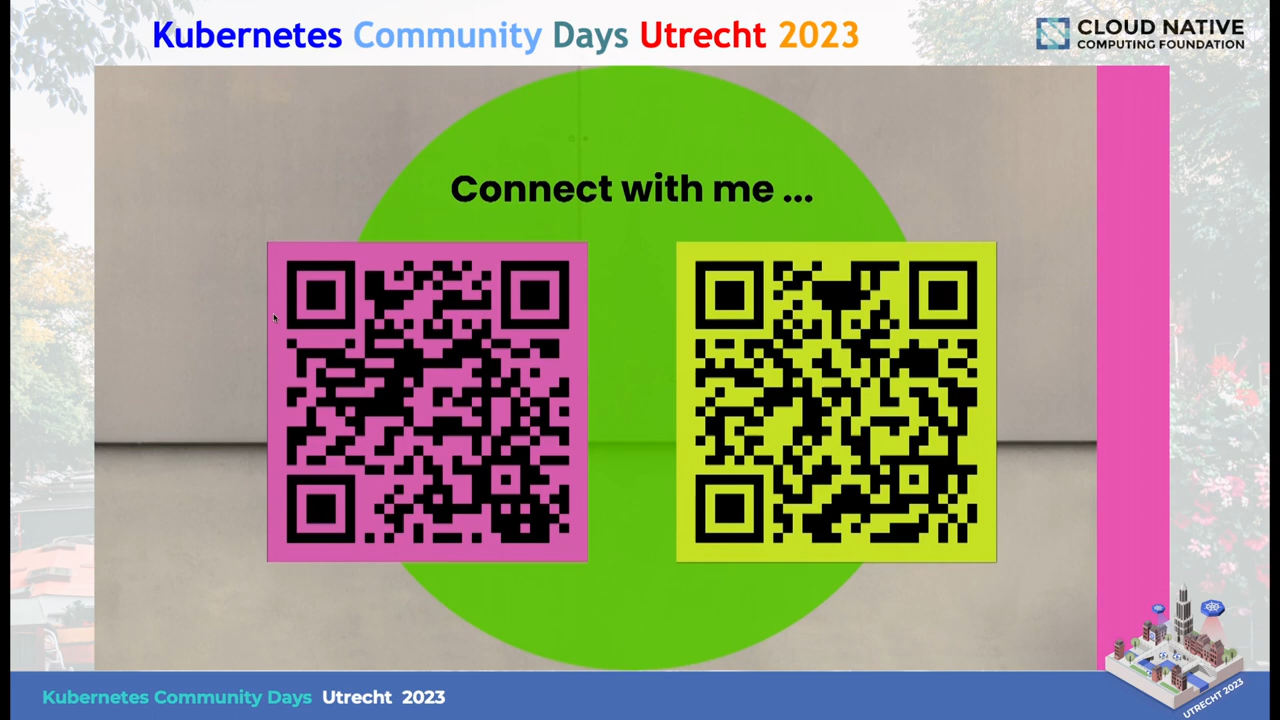 Kubernetes Community Days Utrecht 2023
CLOUD NATIVE
COMPUTING FOUNDATION
Connect with me ...
Kubernetes Community Days Utrecht 2023
UTRECHT 2023